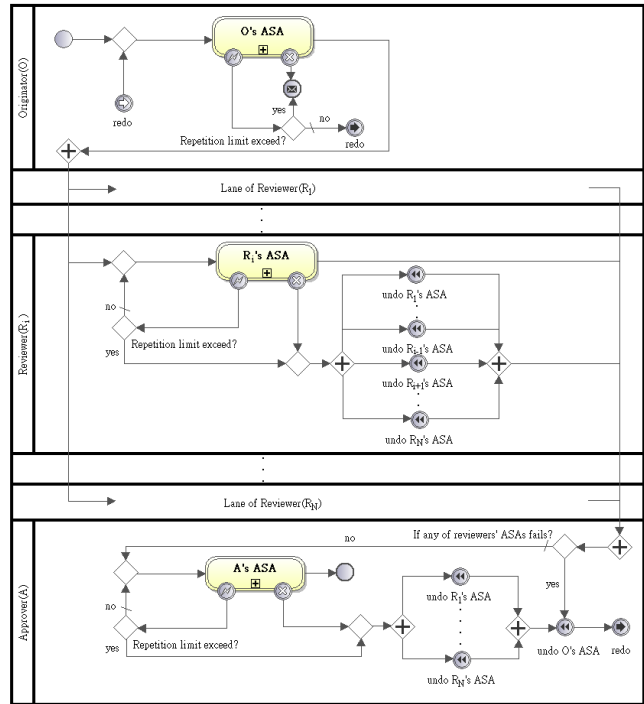 Originator(O)
O's ASA
redo
yes
no
redo
Repetition limit exceed?
Lane of Reviewer(R1)
Reviewer(Ri)
Ri's ASA
no
Repetition limit exceed?
yes
undo R1's ASA
undo Ri-1's ASA
undo Ri+1's ASA
undo RN's ASA
Lane of Reviewer(RN)
Approver(A)
If any of reviewers' ASAs fails?
no
A's ASA
yes
no
Repetition limit exceed?
yes
undo R1's ASA
undo O's ASA
redo
undo RN's ASA